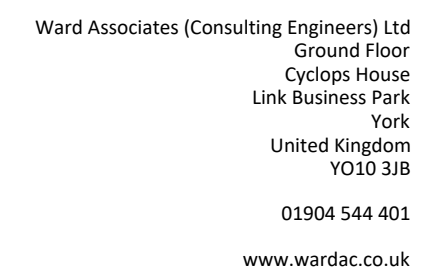 Ward Associates (Consulting Engineers) Ltd
Ground Floor
Cyclops House
Link Business Park
York
United Kingdom
YO10 3JB
01904 544 401
www.wardac.co.uk